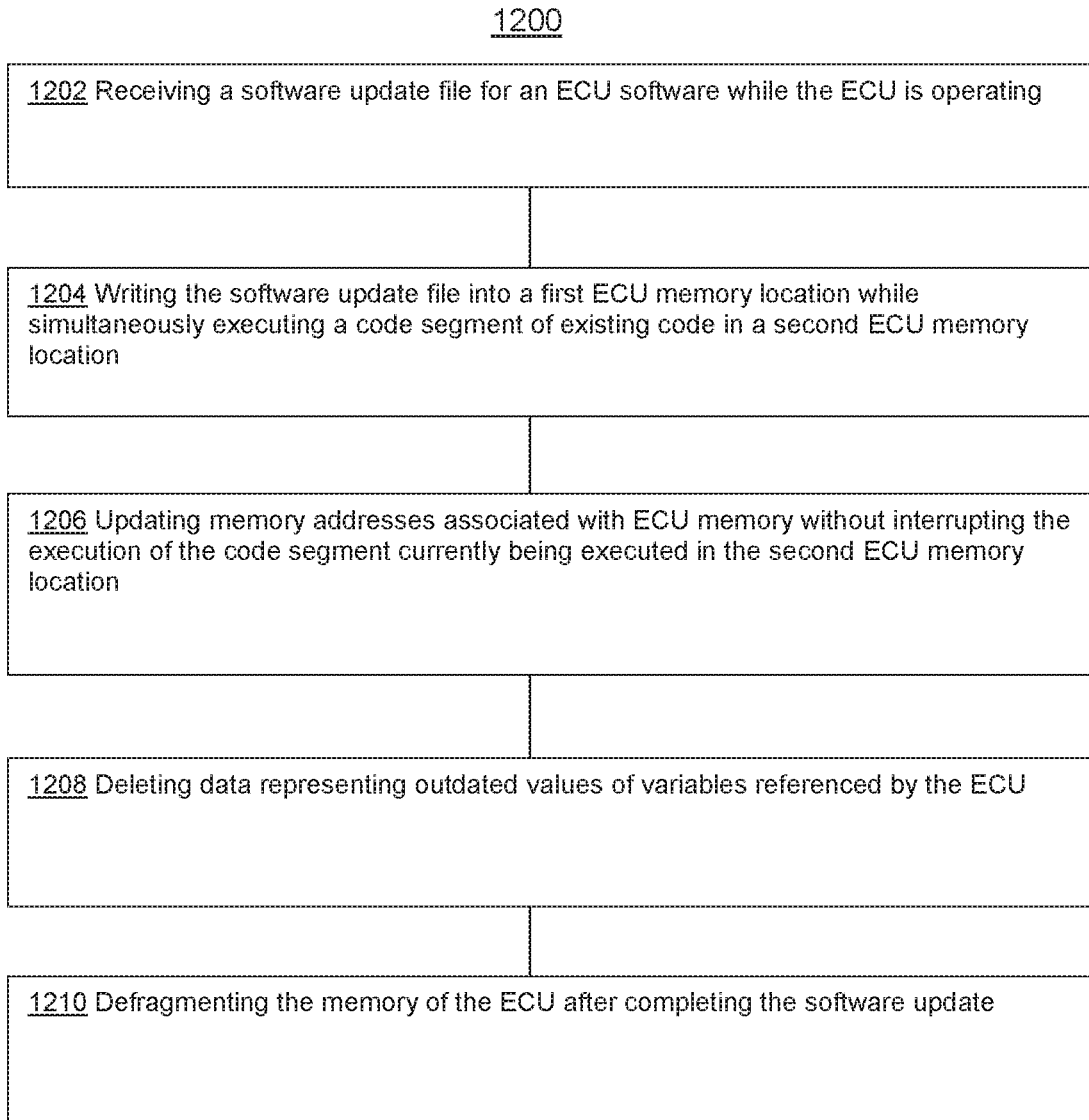 1200
1202 Receiving a software update file for an ECU software while the ECU is operating
1204 Writing the software update file into a first ECU memory location while
simultaneously executing a code segment of existing code in a second ECU memory
location
1206 Updating memory addresses associated with ECU memory without interrupting the
execution of the code segment currently being executed in the second ECU memory
location
1208 Deleting data representing outdated values of variables referenced by the ECU
1210 Defragmenting the memory of the ECU after completing the software update